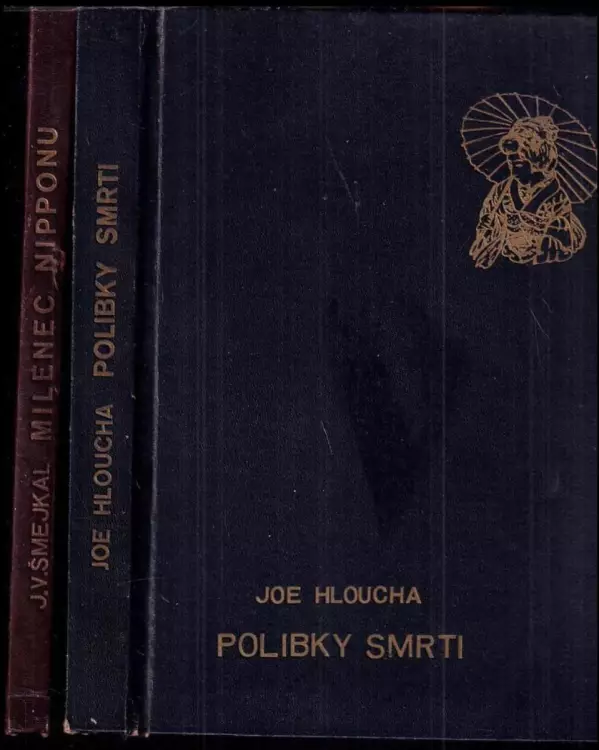 J.V.ŠMEJKAL MILENEC NIPPONU
JOE HLOUCHA POLIBKY SMRTI
JOE HLOUCHA
POLIBKY SMRTI